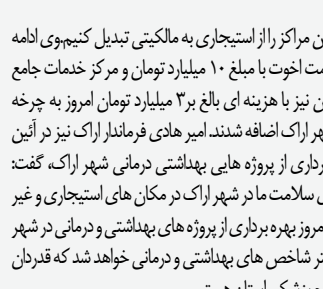 ن مراکز را از استیجاری به مالکیتی تبدیل کنیم.وی ادامه
مت اخوت با مبلغ ۱۰ میلیارد تومان و مرکز خدمات جامع
ن نیز با هزینه ای بالغ بر۳ میلیارد تومان امروز به چرخه
هر اراک اضافه شدند. امیر هادی فرماندار اراک نیز در آئین
رداری از پروژه هایی بهداشتی درمانی شهر اراک، گفت:
ی سلامت ما در شهر اراک در مکان های استیجاری و غیر
مروز بهره برداری از پروژه های بهداشتی و درمانی در شهر
تر شاخص های بهداشتی و درمانی خواهد شد که قدردان